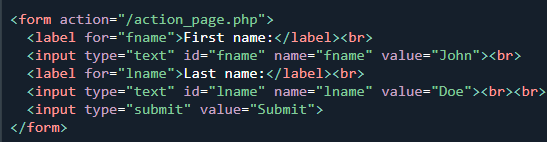 <form action="/action_page.php">
  <label for="fname">First name:</label><br>
  <input type="text" id="fname" name="fname" value="John"><br>
  <label for="lname">Last name:</label><br>
  <input type="text" id="lname" name="lname" value="Doe"><br><br>
  <input type="submit" value="Submit">
</form>